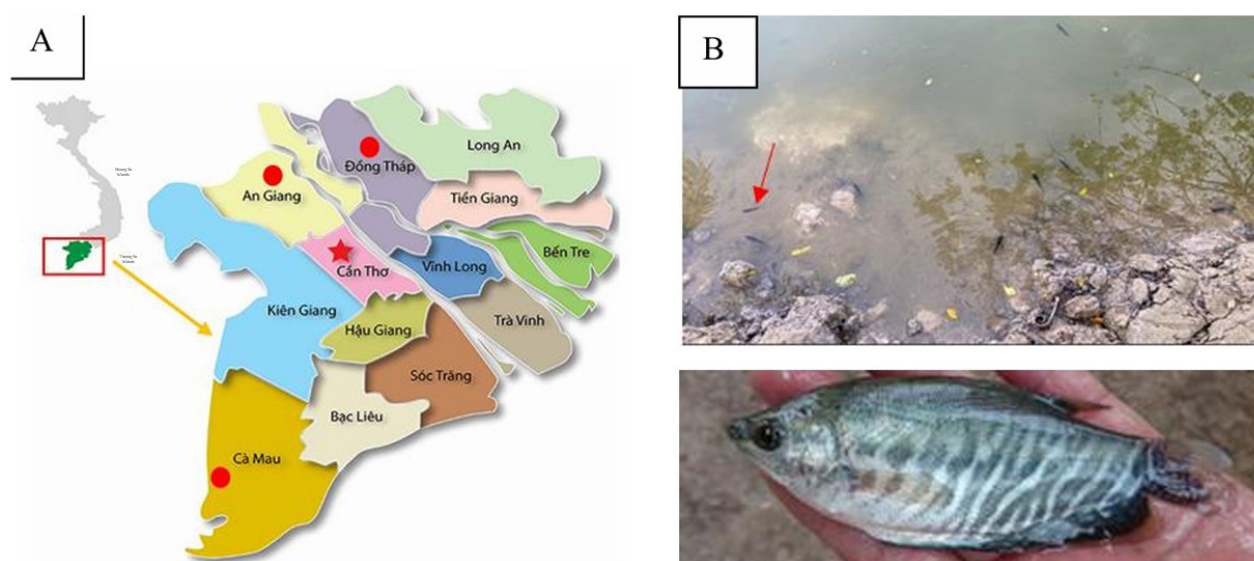 A
B
Long An
Đồng Tháp
An Giang
Tiền Giang
Cần Thơ
Vĩnh Long
Bến Tre
Kiên Giang
Hậu Giang
Trà Vinh
Sóc Trăng
Bạc Liêu
Cà Mau